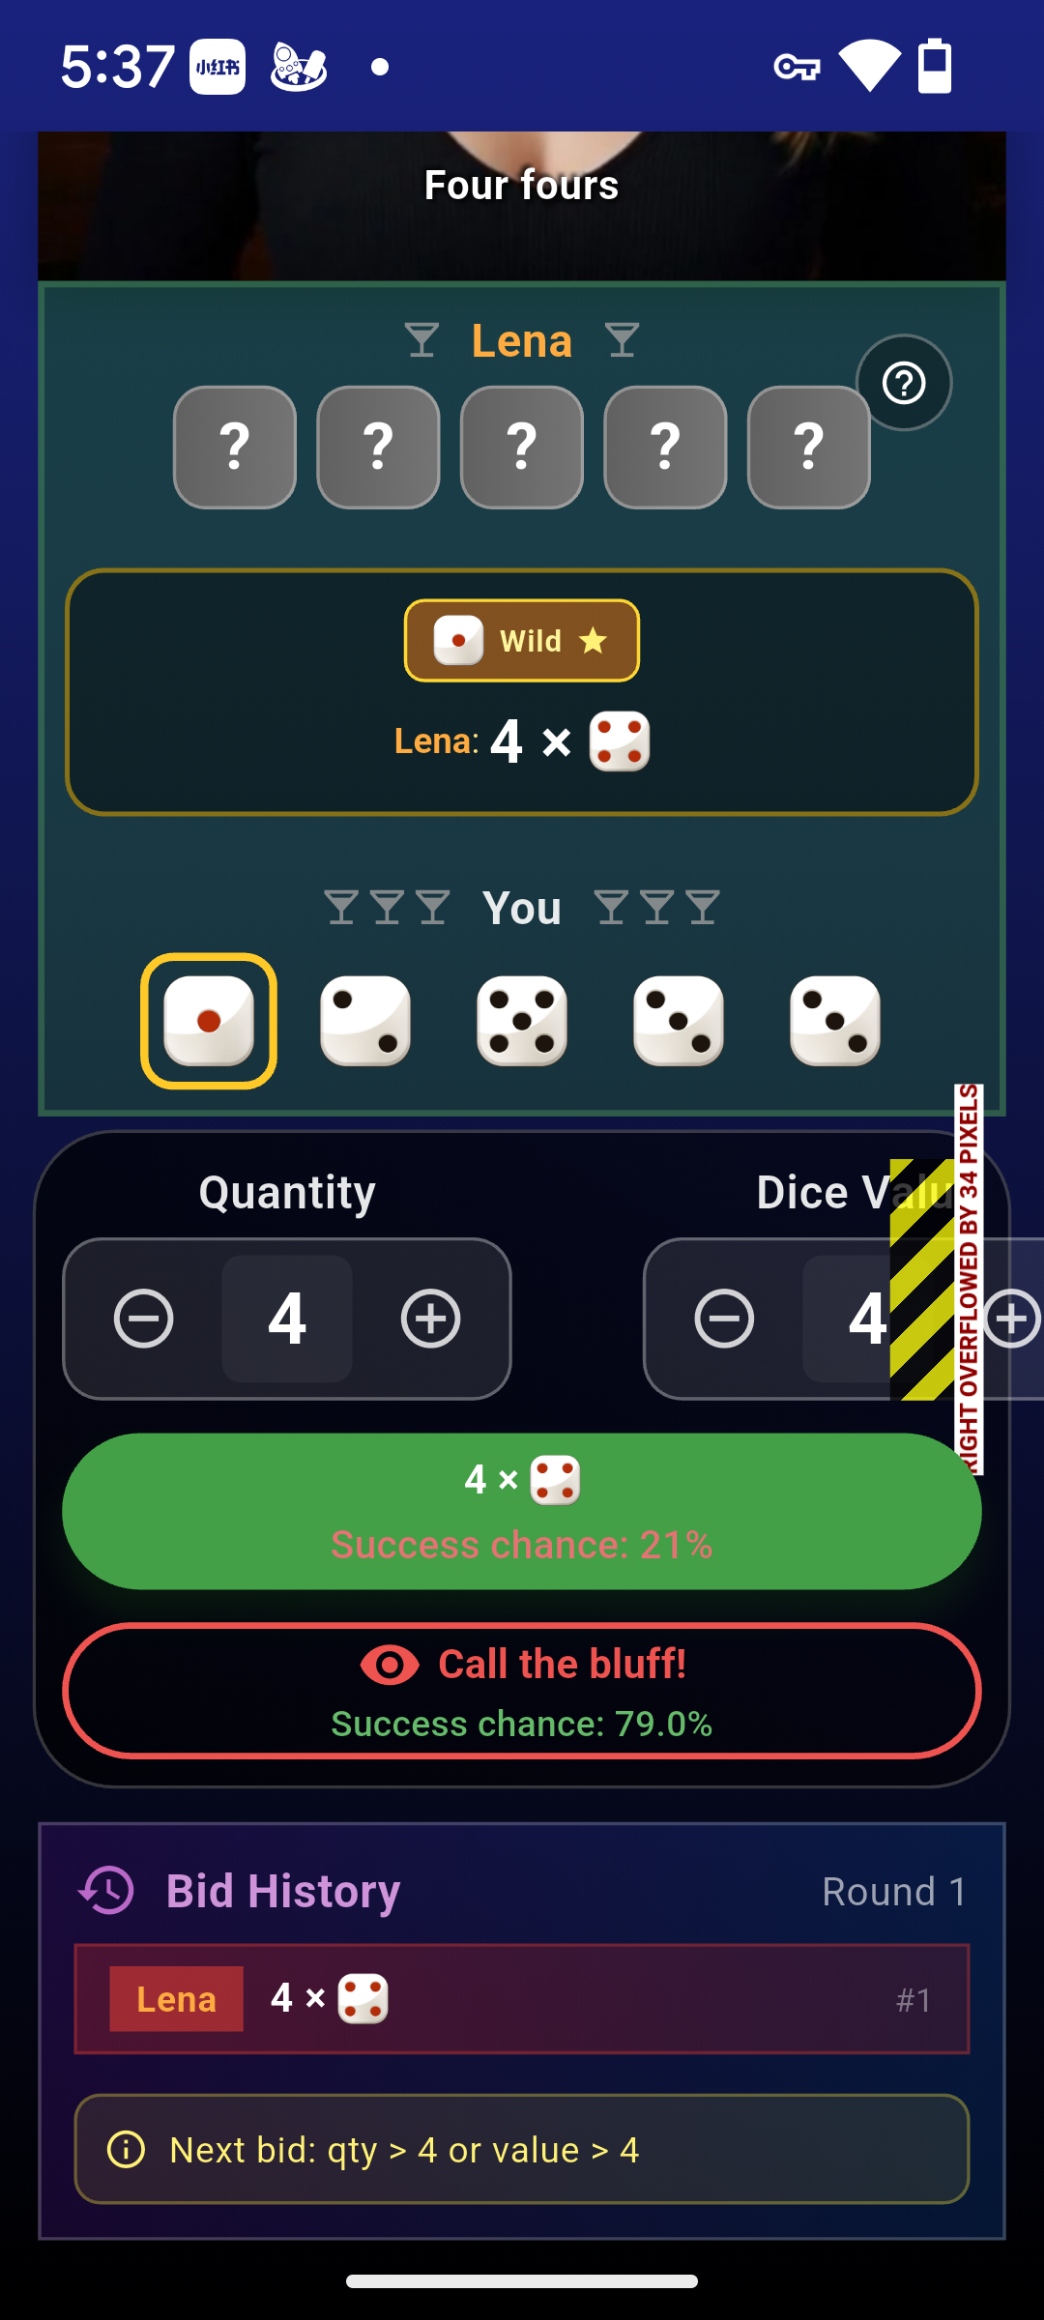 5:37 小红书
Four fours
Lena
? ? ? ? ?
?
Wild
Lena: 4 ×
You
Quantity
Dice Valu
4
4
RIGHT OVERFLOWED BY 34 PIXELS
4 ×
Success chance: 21%
Call the bluff!
Success chance: 79.0%
Bid History
Round 1
Lena 4 × #1
Next bid: qty > 4 or value > 4